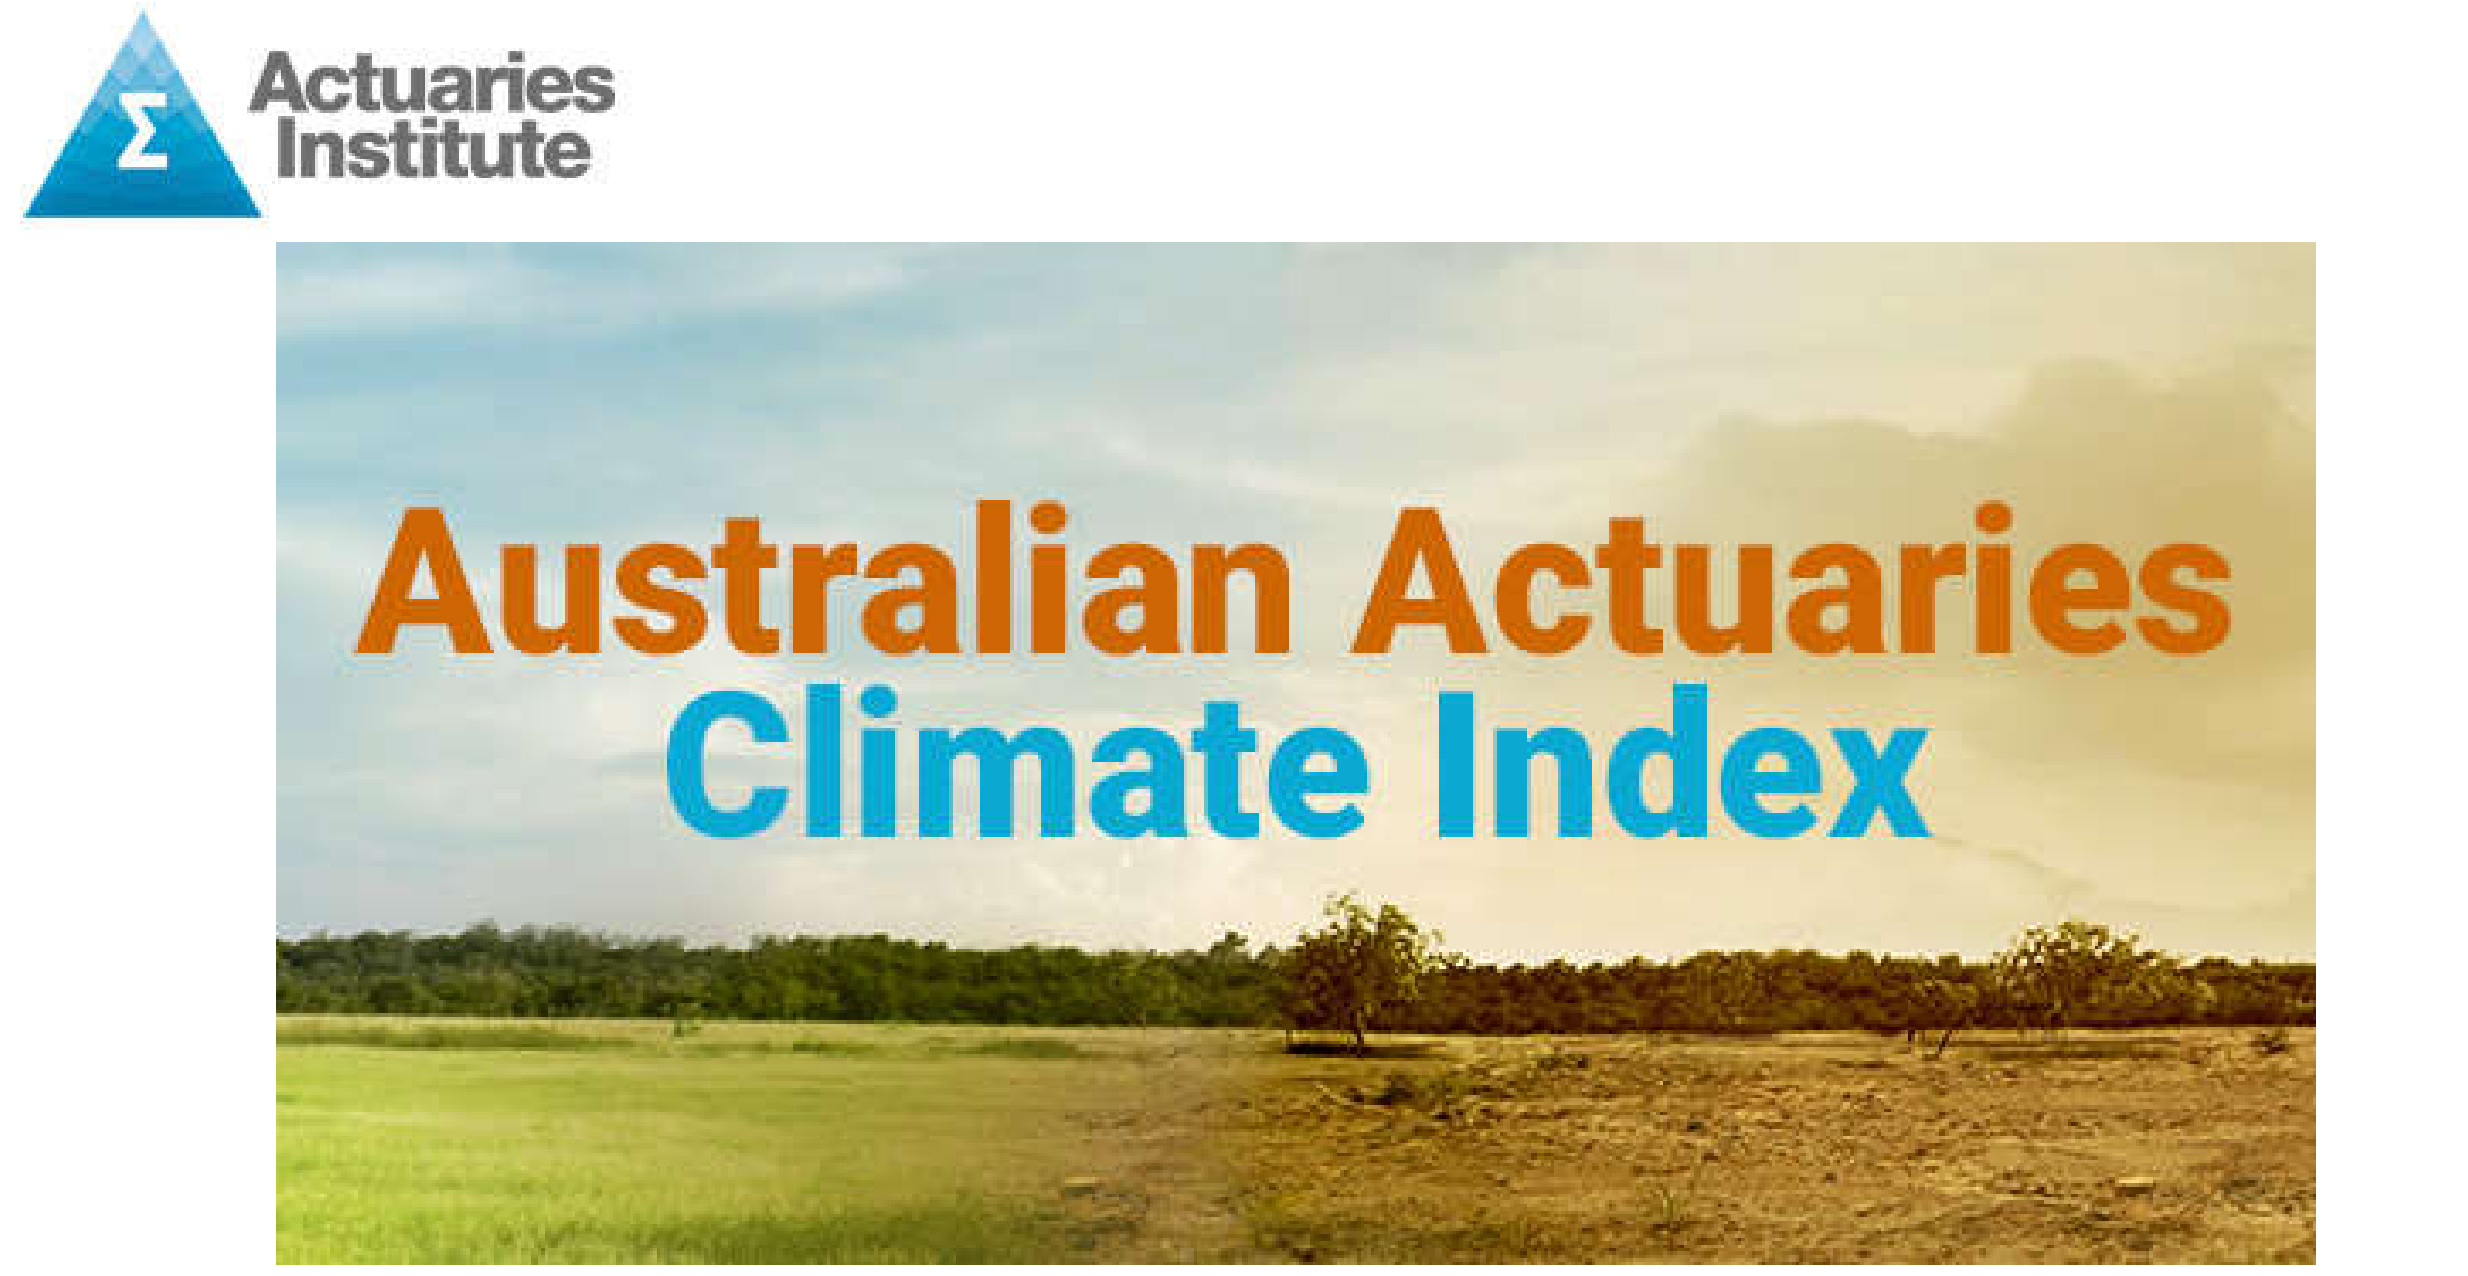 Σ
Actuaries
Institute
Australian Actuaries
Climate Index